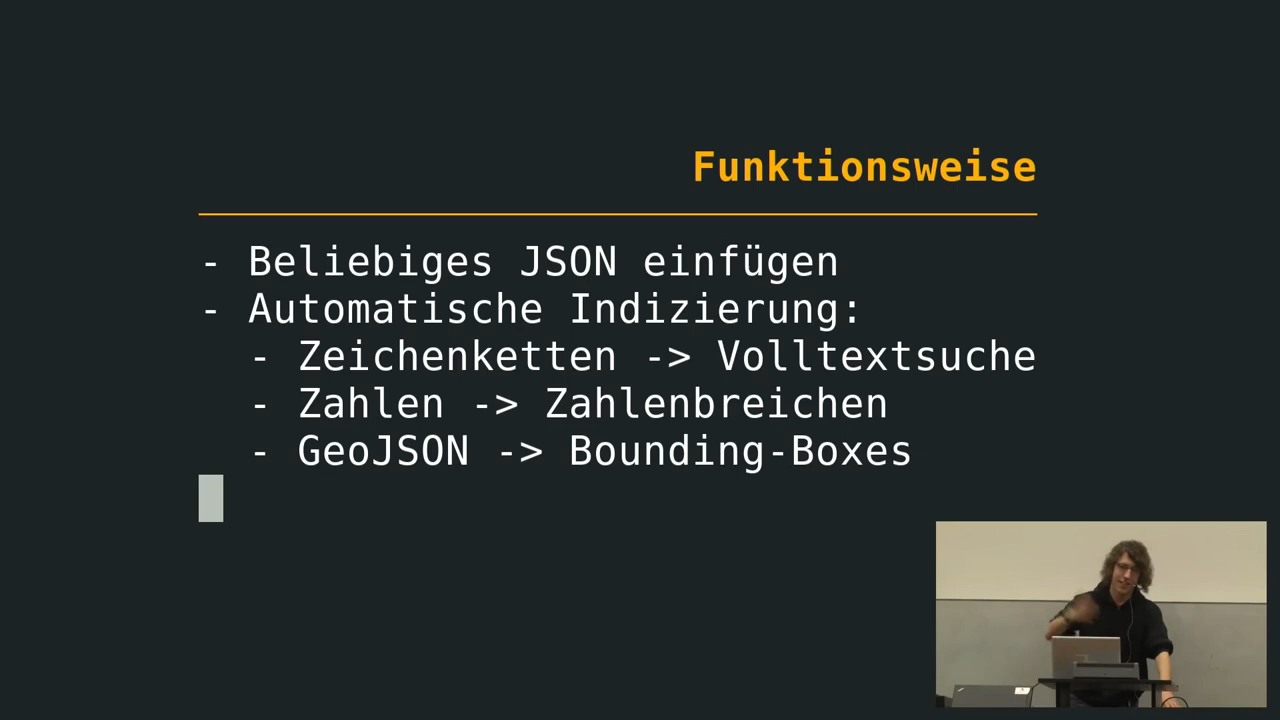 Funktionsweise
- Beliebiges JSON einfügen
- Automatische Indizierung:
- Zeichenketten -> Volltextsuche
- Zahlen -> Zahlenbreichen
- GeoJSON -> Bounding-Boxes